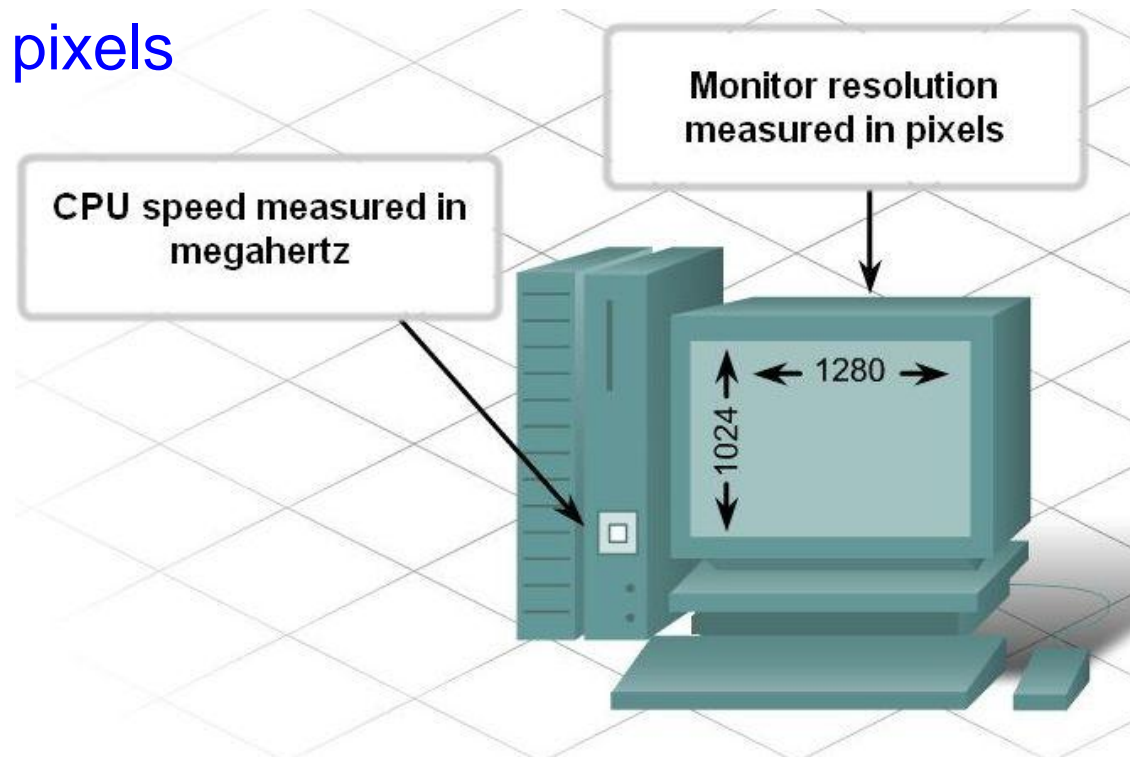 pixels
Monitor resolution
measured in pixels
CPU speed measured in
megahertz
1280
1024